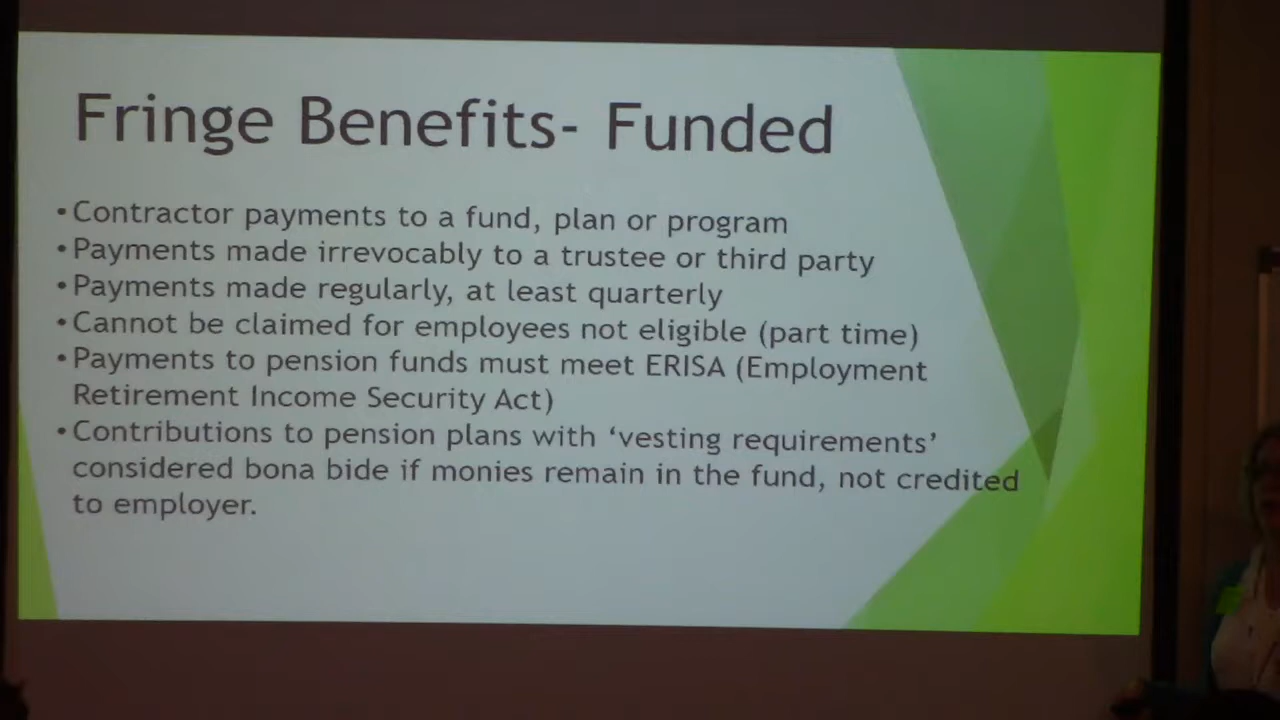 Fringe Benefits- Funded
•Contractor payments to a fund, plan or program
•Payments made irrevocably to a trustee or third party
•Payments made regularly, at least quarterly
•Cannot be claimed for employees not eligible (part time)
•Payments to pension funds must meet ERISA (Employment
Retirement Income Security Act)
•Contributions to pension plans with ‘vesting requirements’
considered bona bide if monies remain in the fund, not credited
to employer.